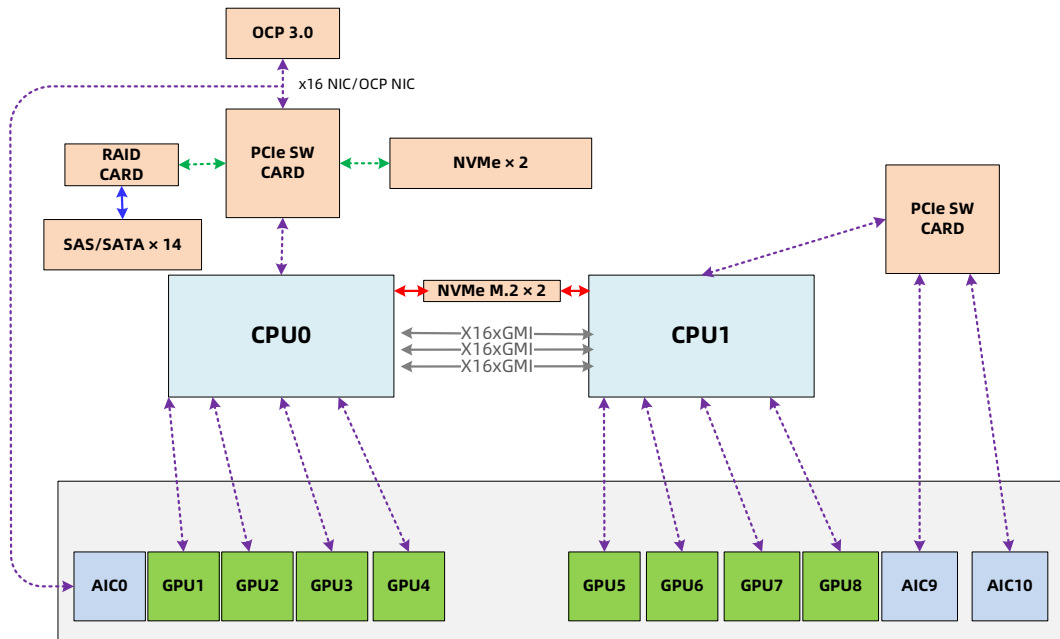 OCP 3.0
x16 NIC/OCP NIC
RAID
CARD
PCIe SW
CARD
NVMe × 2
SAS/SATA × 14
PCIe SW
CARD
NVMe M.2 × 2
CPU0
CPU1
X16xGMI
X16xGMI
X16xGMI
AIC0
GPU1
GPU2
GPU3
GPU4
GPU5
GPU6
GPU7
GPU8
AIC9
AIC10